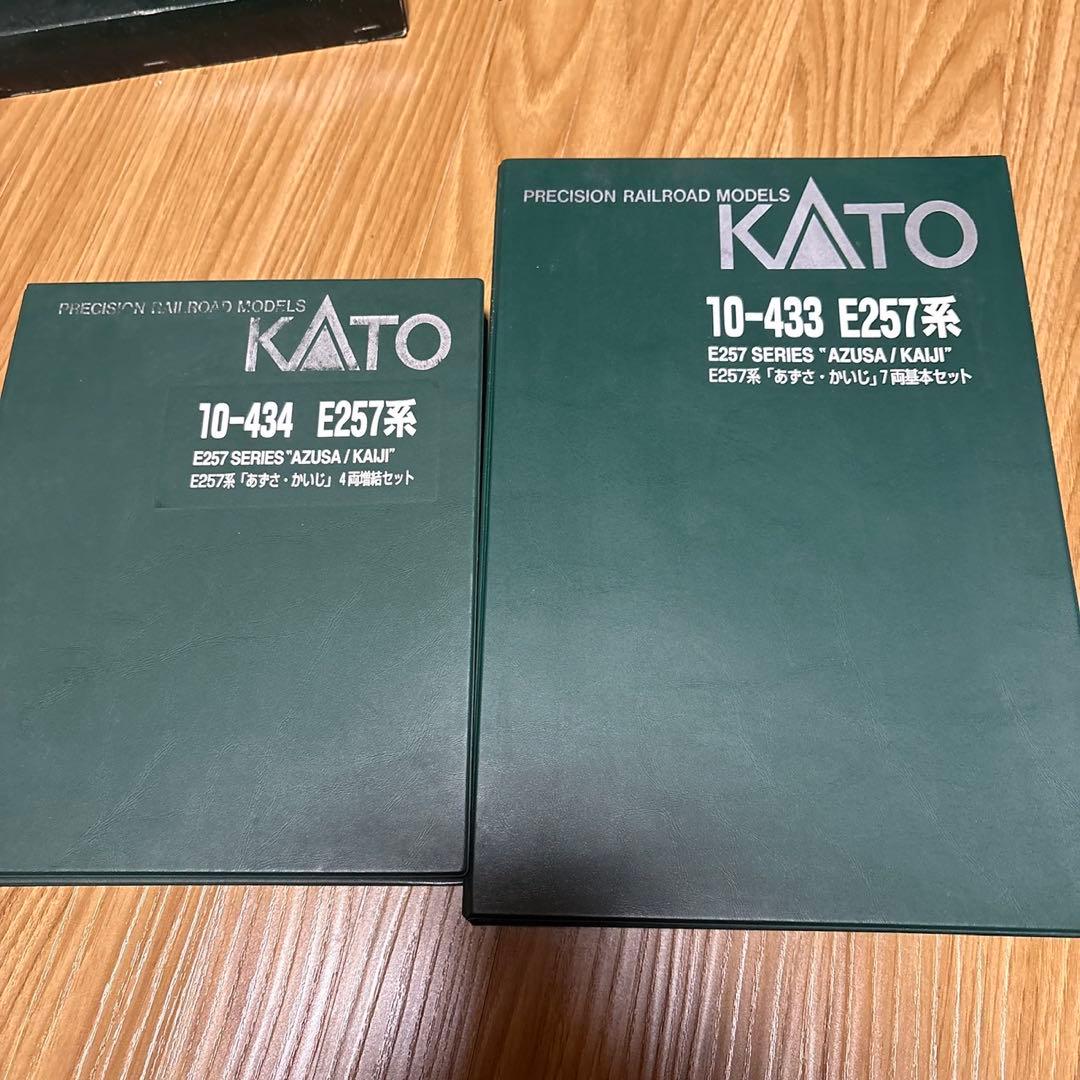 PRECISION RAILROAD MODELS
KATO
10-434 E257系
E257 SERIES "AZUSA / KAIJI"
E257系「あずさ・かいじ」4両増結セット
PRECISION RAILROAD MODELS
KATO
10-433 E257系
E257 SERIES "AZUSA / KAIJI"
E257系「あずさ・かいじ」7両基本セット